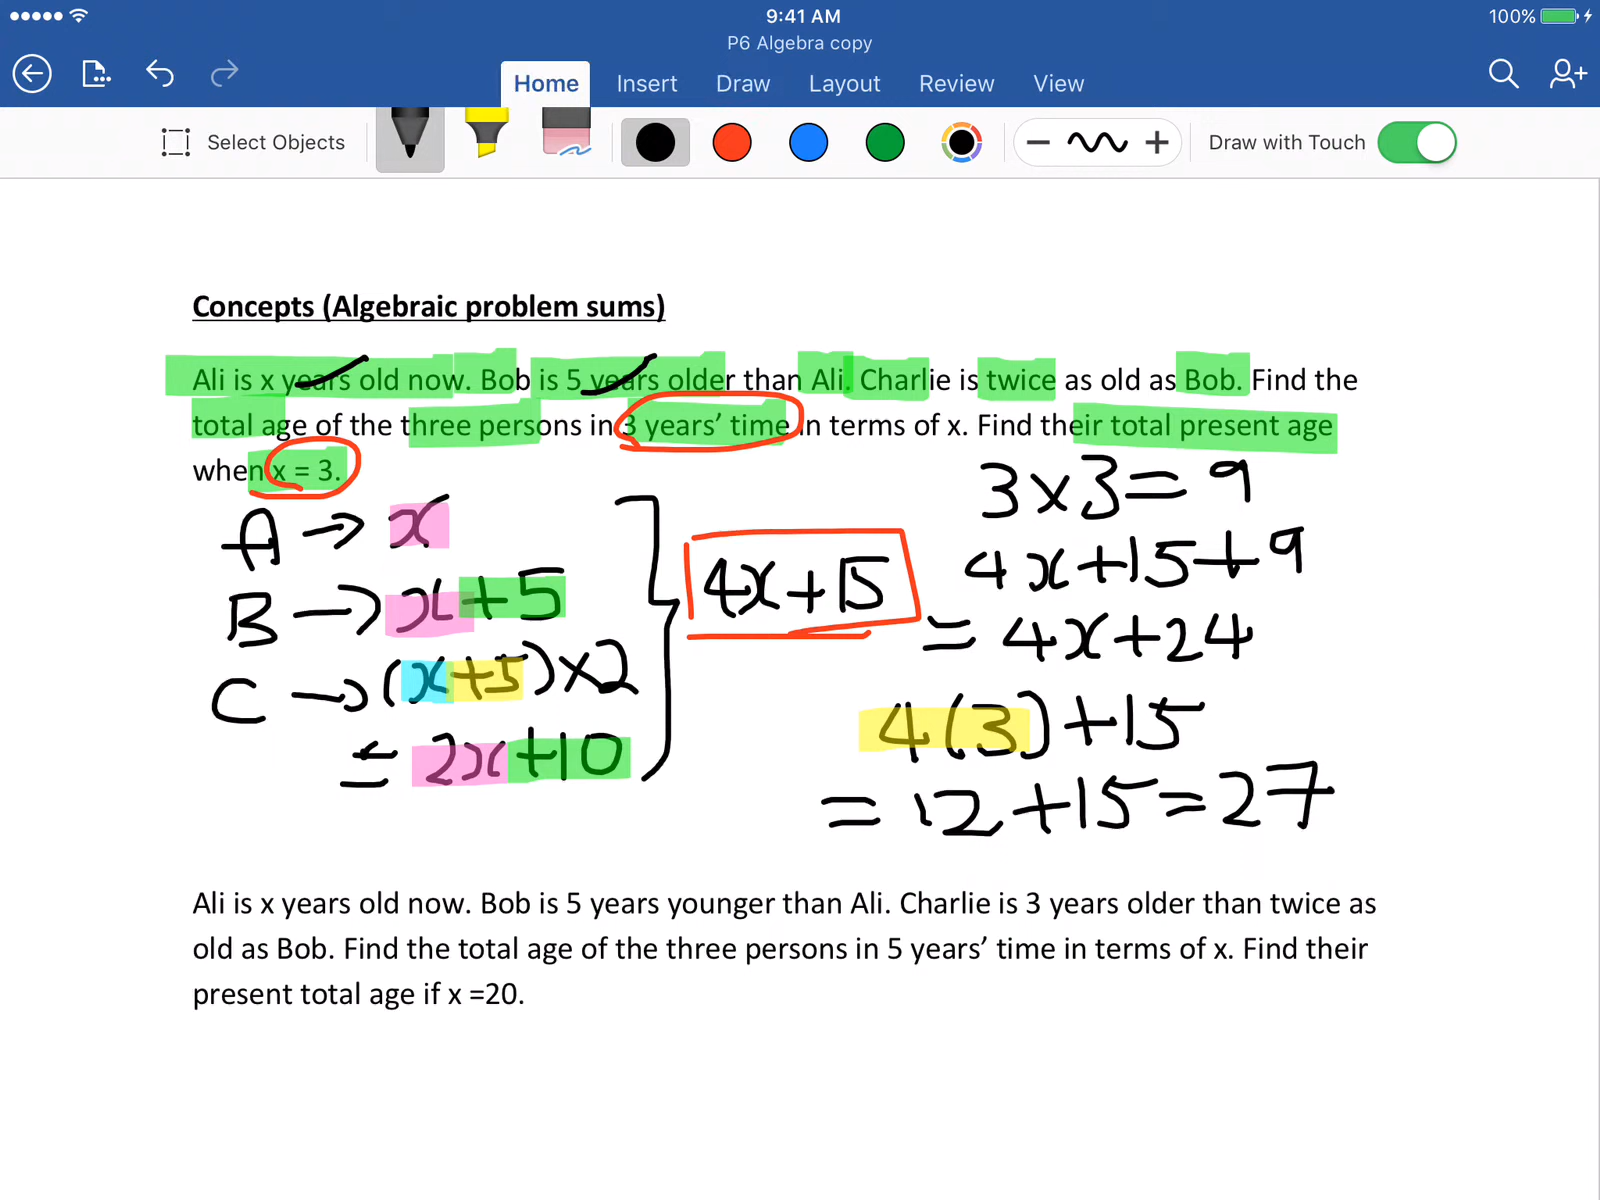 9:41 AM
100%
P6 Algebra copy
Home Insert Draw Layout Review View
Select Objects
Draw with Touch
Concepts (Algebraic problem sums)
Ali is x years old now. Bob is 5 years older than Ali. Charlie is twice as old as Bob. Find the
total age of the three persons in 3 years' time in terms of x. Find their total present age
when x = 3.
A → x
B → x+5
C → (x+5)×2
= 2x+10
4x+15
3×3=9
4x+15+9
=4x+24
4(3)+15
=12+15=27
Ali is x years old now. Bob is 5 years younger than Ali. Charlie is 3 years older than twice as
old as Bob. Find the total age of the three persons in 5 years' time in terms of x. Find their
present total age if x =20.